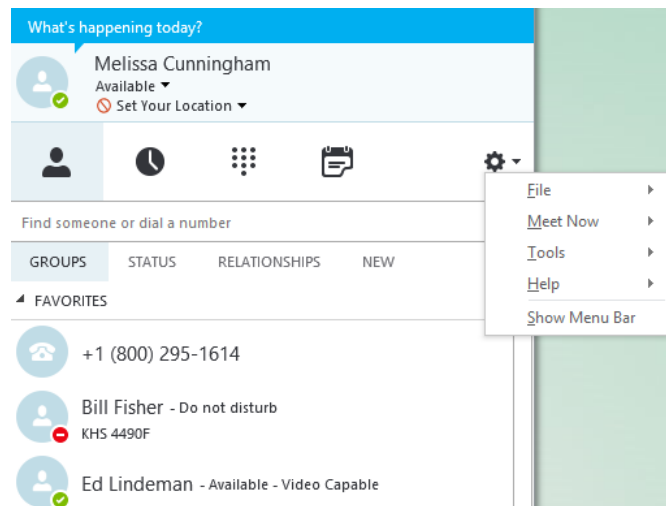 What's happening today?
Melissa Cunningham
Available
Set Your Location
File
Meet Now
Tools
Help
Show Menu Bar
Find someone or dial a number
GROUPS STATUS RELATIONSHIPS NEW
FAVORITES
+1 (800) 295-1614
Bill Fisher - Do not disturb
KHS 4490F
Ed Lindeman - Available - Video Capable